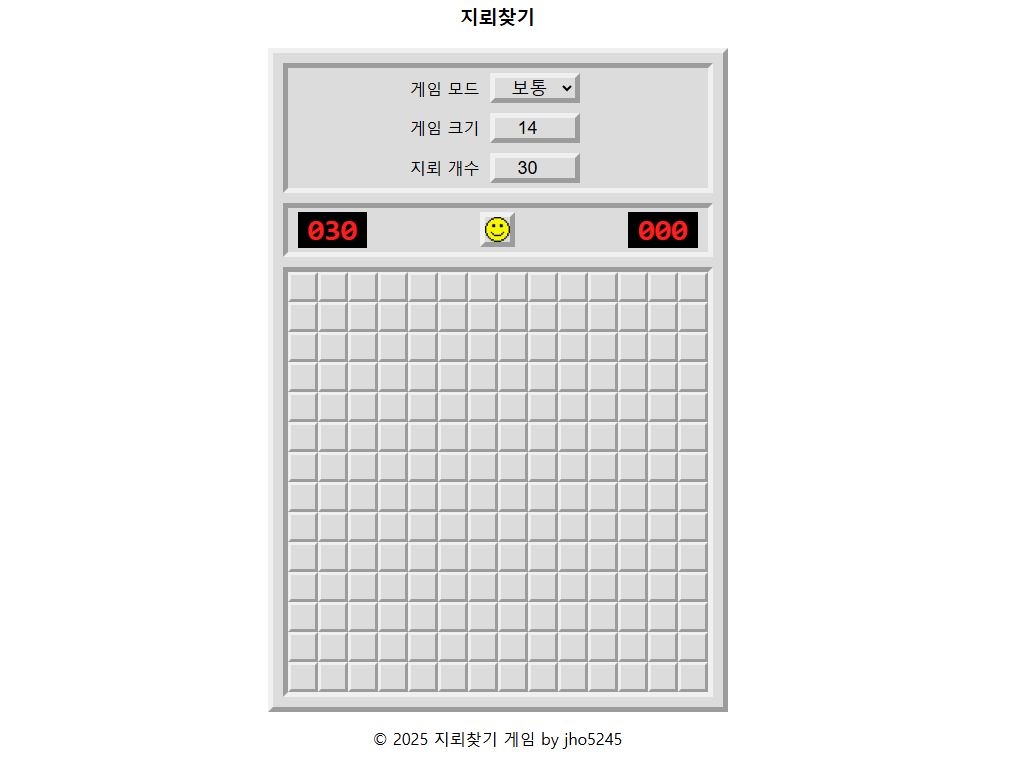 지뢰찾기
게임 모드 보통
게임 크기 14
지뢰 개수 30
030 000
© 2025 지뢰찾기 게임 by jho5245